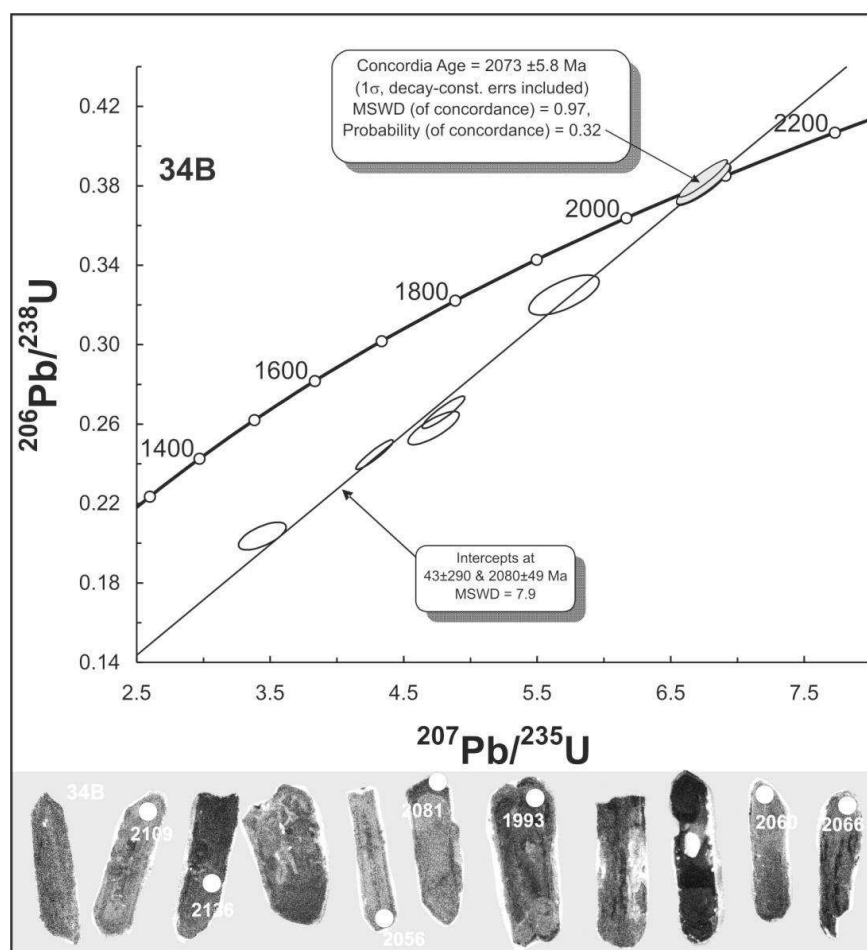 Concordia Age = 2073 ±5.8 Ma
(1σ, decay-const. errs included)
MSWD (of concordance) = 0.97,
Probability (of concordance) = 0.32
34B
0.42
0.38
0.34
0.30
0.26
0.22
0.18
0.14
2200
2000
1800
1600
1400
206Pb/238U
Intercepts at
43±290 & 2080±49 Ma
MSWD = 7.9
2.5 3.5 4.5 5.5 6.5 7.5
207Pb/235U
34B
2109
2136
2056
2081
1993
2060
2066